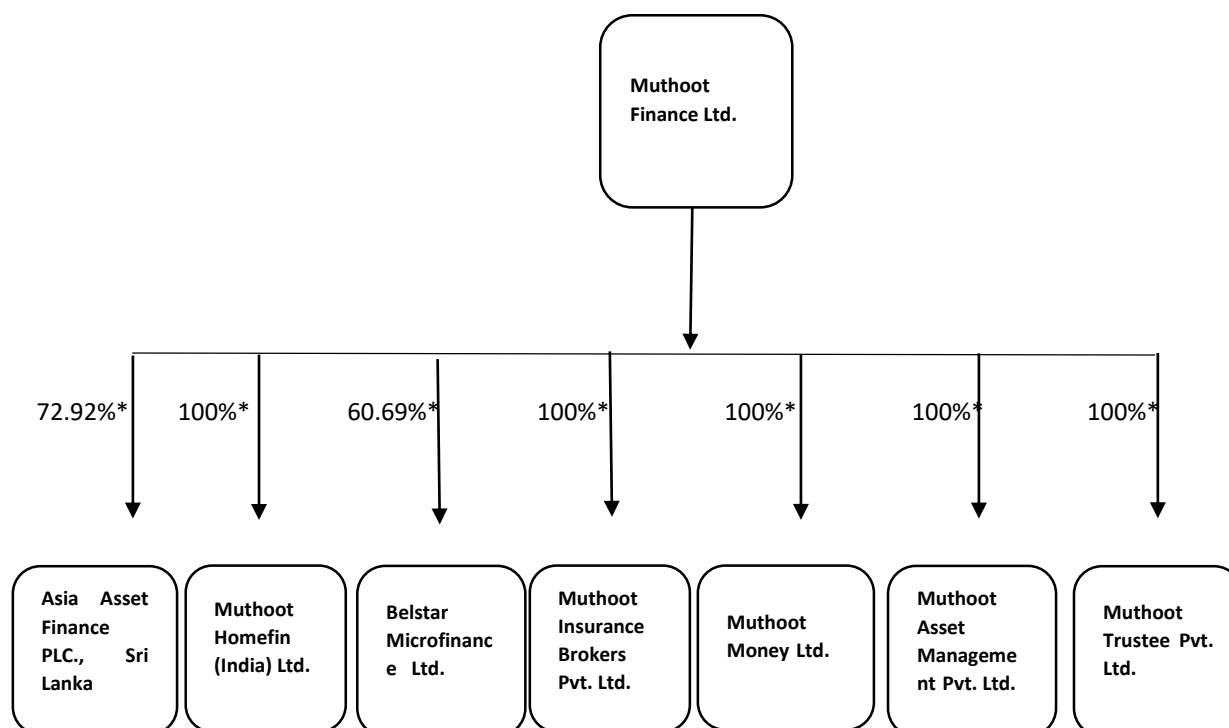 Muthoot
Finance Ltd.
72.92%*
100%*
60.69%*
100%*
100%*
100%*
100%*
Asia Asset
Finance
PLC., Sri
Lanka
Muthoot
Homefin
(India) Ltd.
Belstar
Microfinanc
e Ltd.
Muthoot
Insurance
Brokers
Pvt. Ltd.
Muthoot
Money Ltd.
Muthoot
Asset
Manageme
nt Pvt. Ltd.
Muthoot
Trustee Pvt.
Ltd.